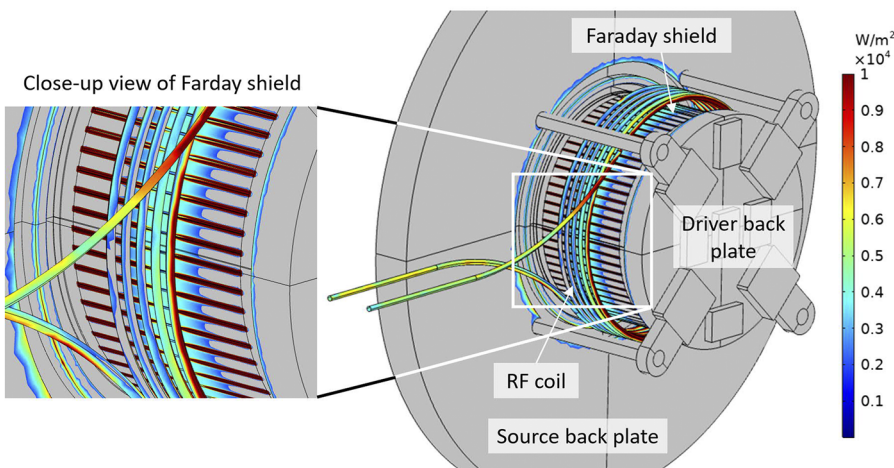 Close-up view of Farday shield
Faraday shield
Driver back
plate
RF coil
Source back plate
W/m²
×10⁴
1
0.9
0.8
0.7
0.6
0.5
0.4
0.3
0.2
0.1